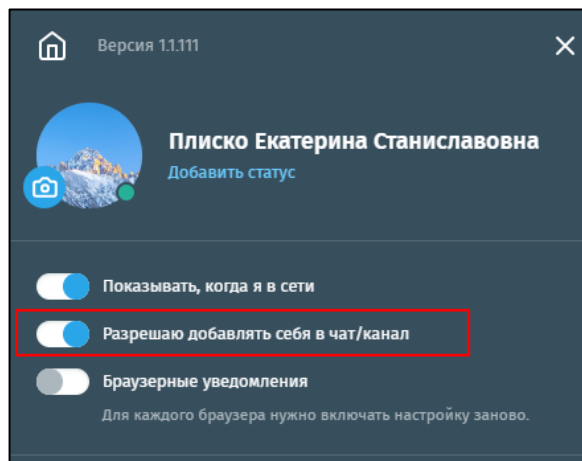 Версия 1.1.111
Плиско Екатерина Станиславовна
Добавить статус
Показывать, когда я в сети
Разрешаю добавлять себя в чат/канал
Браузерные уведомления
Для каждого браузера нужно включать настройку заново.